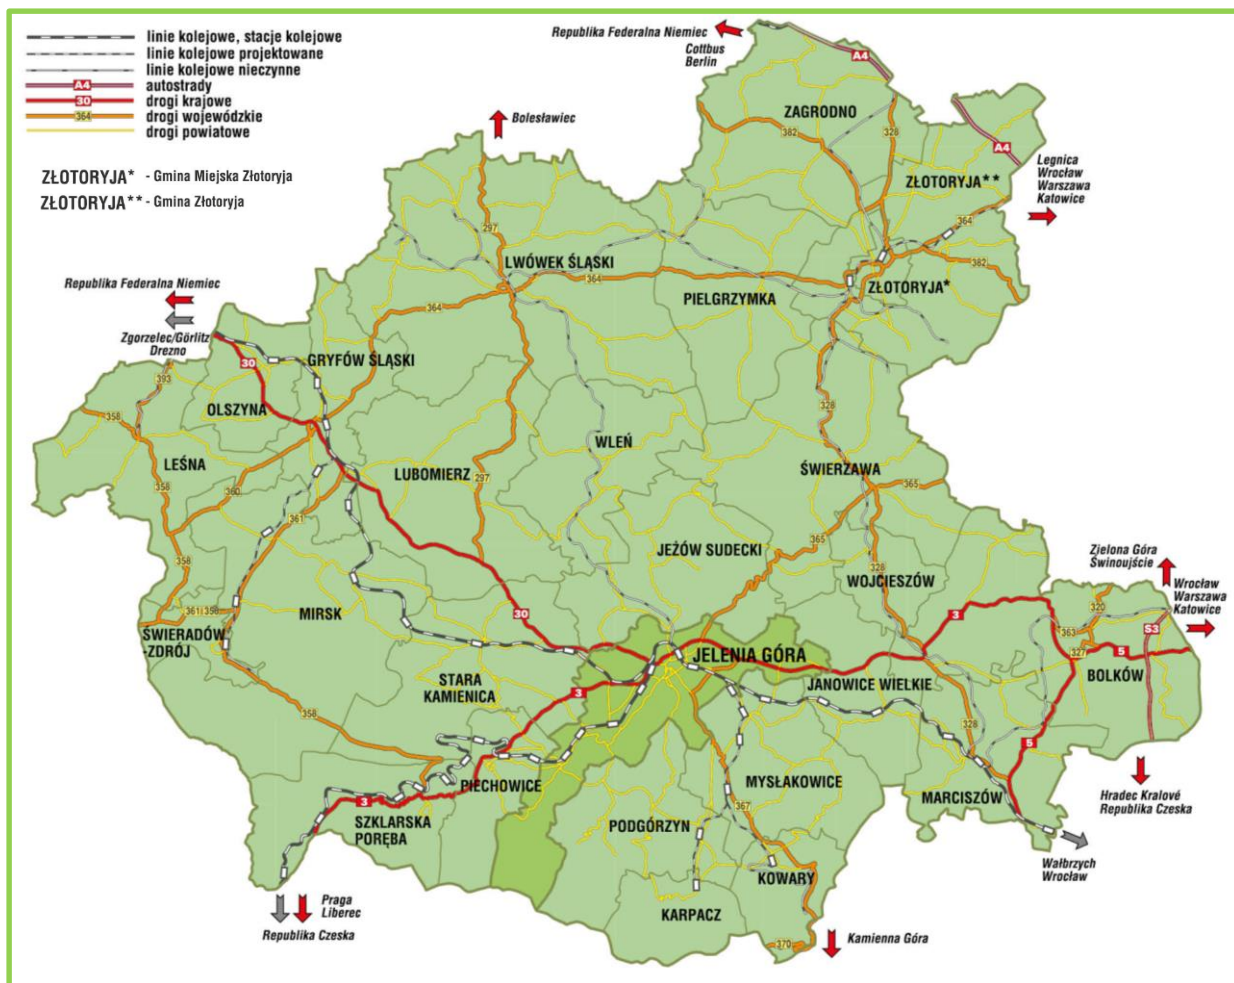 linie kolejowe, stacje kolejowe
linie kolejowe projektowane
linie kolejowe nieczynne
A4 autostrady
30 drogi krajowe
364 drogi wojewódzkie
drogi powiatowe
ZŁOTORYJA* - Gmina Miejska Złotoryja
ZŁOTORYJA** - Gmina Złotoryja
Republika Federalna Niemiec
Cottbus
Berlin
A4
Bolesławiec
ZAGRODNO
382
328
A4
Legnica
Wrocław
Warszawa
Katowice
ZŁOTORYJA**
364
297
LWÓWEK ŚLĄSKI
364
382
ZŁOTORYJA*
PIELGRZYMKA
Republika Federalna Niemiec
Zgorzelec/Görlitz
Drezno
364
30
GRYFÓW ŚLĄSKI
393
OLSZYNA
358
328
WLEŃ
LEŚNA
LUBOMIERZ
297
ŚWIERZAWA
365
358
360
361
365
JEŻÓW SUDECKI
328
WOJCIESZÓW
358
Zielona Góra
Świnoujście
Wrocław
Warszawa
Katowice
361
358
MIRSK
30
3
320
363
S3
ŚWIERADÓW
-ZDRÓJ
JELENIA GÓRA
327
5
BOLKÓW
STARA
KAMIENICA
3
JANOWICE WIELKIE
358
328
5
PIECHOWICE
MYSŁAKOWICE
MARCISZÓW
Hradec Kralové
Republika Czeska
3
SZKLARSKA
PORĘBA
367
PODGÓRZYN
Wałbrzych
Wrocław
KOWARY
Praga
Liberec
Republika Czeska
KARPACZ
370
Kamienna Góra